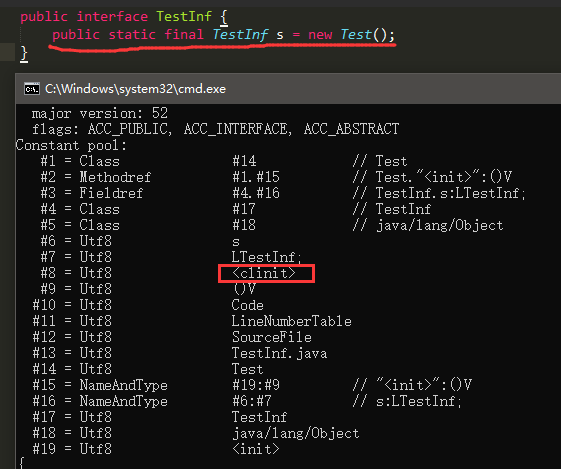 public interface TestInf {
public static final TestInf s = new Test();
}
C:\Windows\system32\cmd.exe
major version: 52
flags: ACC_PUBLIC, ACC_INTERFACE, ACC_ABSTRACT
Constant pool:
#1 = Class #14 // Test
#2 = Methodref #1.#15 // Test."<init>":()V
#3 = Fieldref #4.#16 // TestInf.s:LTestInf;
#4 = Class #17 // TestInf
#5 = Class #18 // java/lang/Object
#6 = Utf8 s
#7 = Utf8 LTestInf;
#8 = Utf8 <clinit>
#9 = Utf8 ()V
#10 = Utf8 Code
#11 = Utf8 LineNumberTable
#12 = Utf8 SourceFile
#13 = Utf8 TestInf.java
#14 = Utf8 Test
#15 = NameAndType #19:#9 // "<init>":()V
#16 = NameAndType #6:#7 // s:LTestInf;
#17 = Utf8 TestInf
#18 = Utf8 java/lang/Object
#19 = Utf8 <init>
{